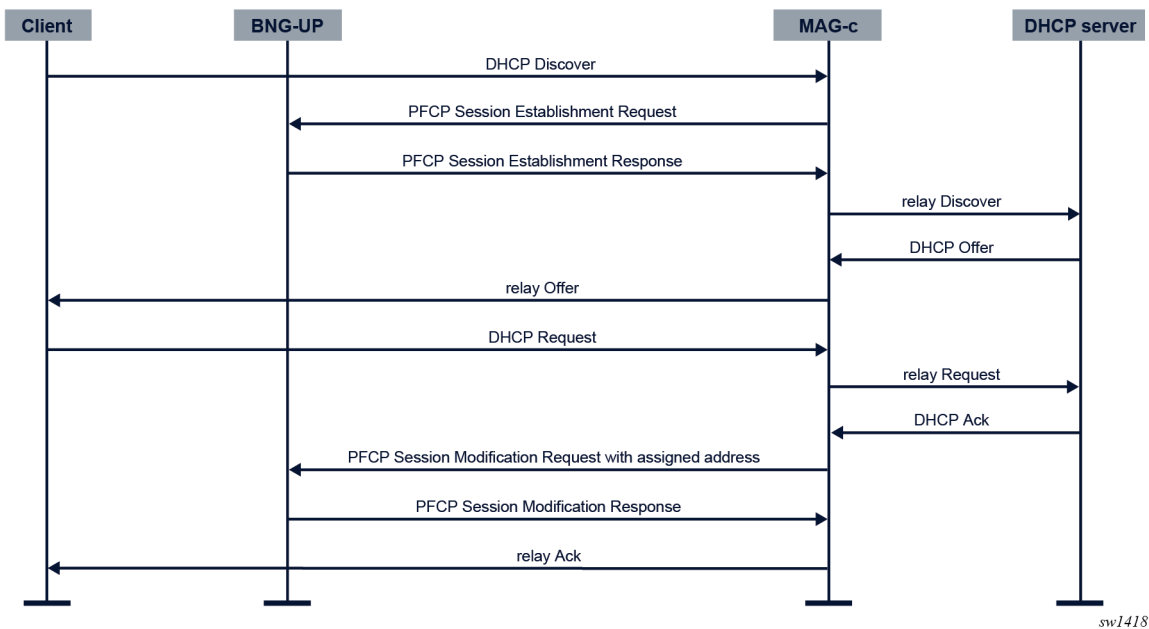 Client
BNG-UP
MAG-c
DHCP server
DHCP Discover
PFCP Session Establishment Request
PFCP Session Establishment Response
relay Discover
DHCP Offer
relay Offer
DHCP Request
relay Request
DHCP Ack
PFCP Session Modification Request with assigned address
PFCP Session Modification Response
relay Ack
sw1418